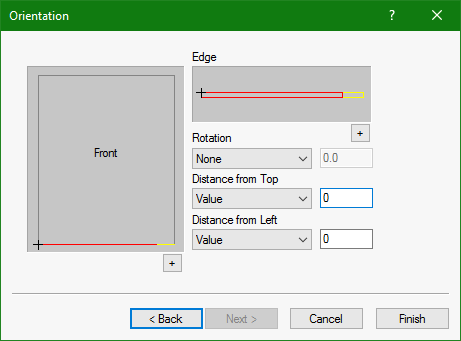 Orientation
?
Edge
Front
+
Rotation
None
0.0
Distance from Top
Value
0
Distance from Left
Value
0
+
< Back
Next >
Cancel
Finish